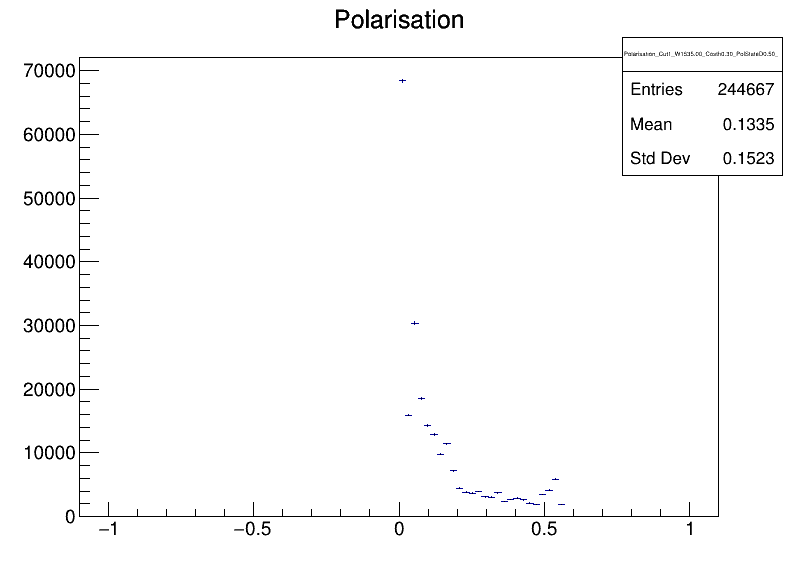 Polarisation
Polarisation_Cut1_W1535.00_Costh0.30_PolStateD0.50_
Entries 244667
Mean 0.1335
Std Dev 0.1523
70000
60000
50000
40000
30000
20000
10000
0
−1 −0.5 0 0.5 1